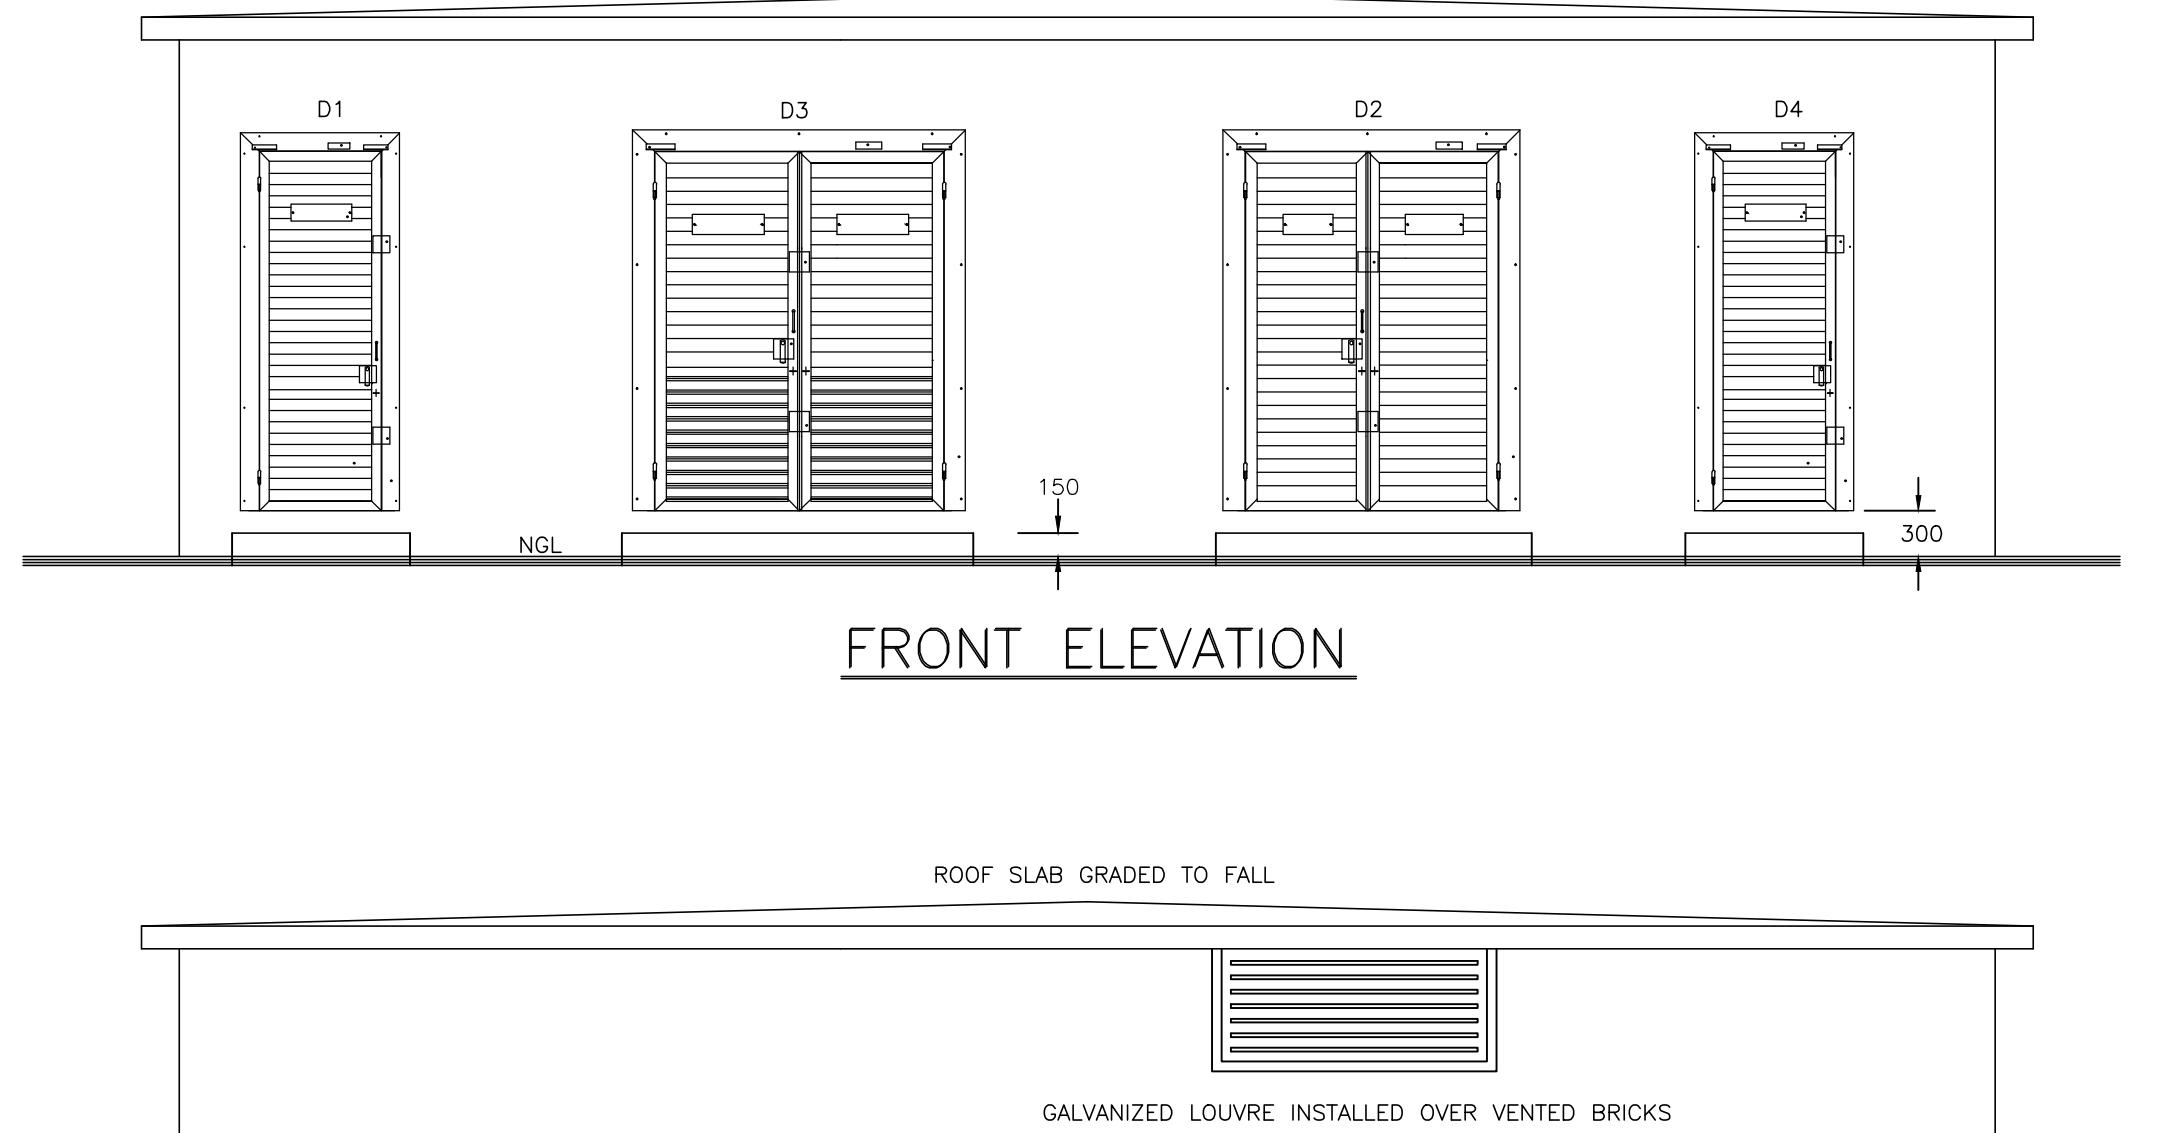 D1
D3
D2
D4
150
NGL
300
FRONT ELEVATION
ROOF SLAB GRADED TO FALL
GALVANIZED LOUVRE INSTALLED OVER VENTED BRICKS